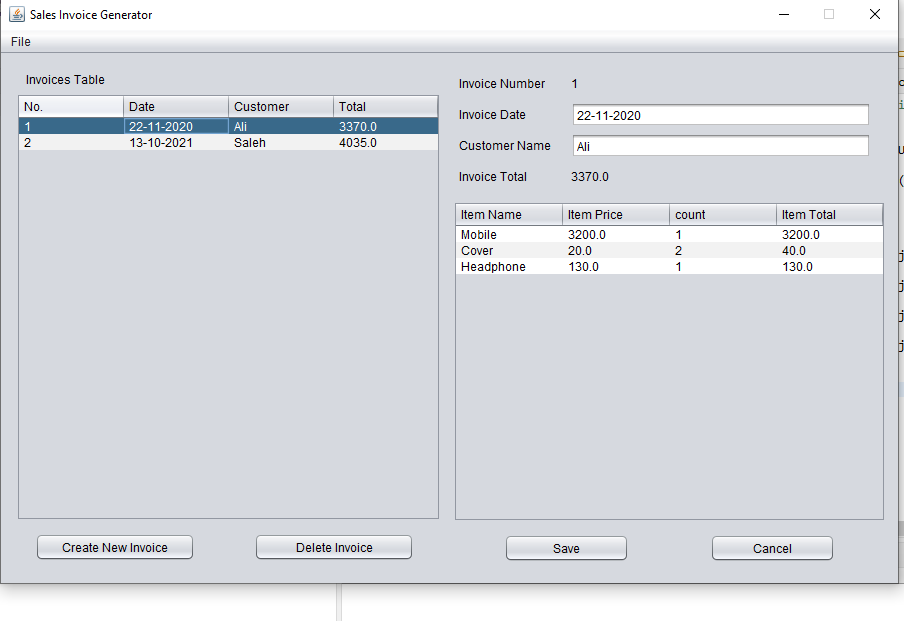 Sales Invoice Generator
File
Invoices Table
No. Date Customer Total
1 22-11-2020 Ali 3370.0
2 13-10-2021 Saleh 4035.0
Create New Invoice Delete Invoice
Invoice Number 1
Invoice Date 22-11-2020
Customer Name Ali
Invoice Total 3370.0
Item Name Item Price count Item Total
Mobile 3200.0 1 3200.0
Cover 20.0 2 40.0
Headphone 130.0 1 130.0
Save Cancel